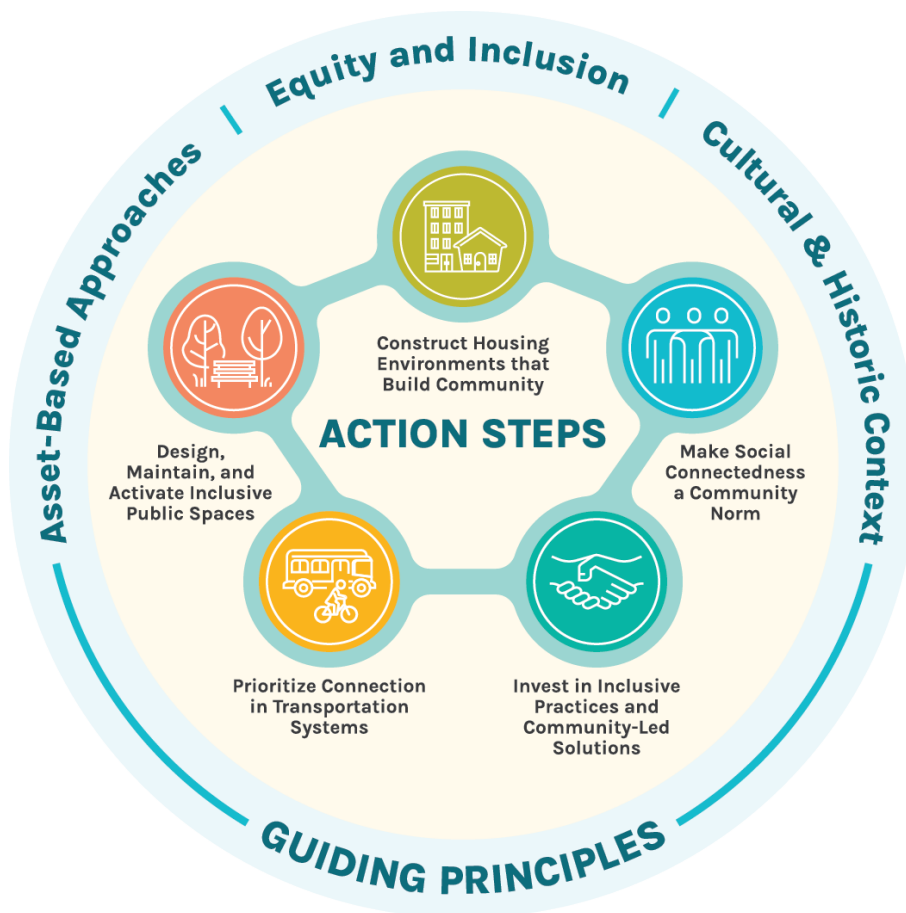 Asset-Based Approaches | Equity and Inclusion | Cultural & Historic Context
Construct Housing
Environments that
Build Community
ACTION STEPS
Design,
Maintain, and
Activate Inclusive
Public Spaces
Make Social
Connectedness
a Community
Norm
Prioritize Connection
in Transportation
Systems
Invest in Inclusive
Practices and
Community-Led
Solutions
GUIDING PRINCIPLES